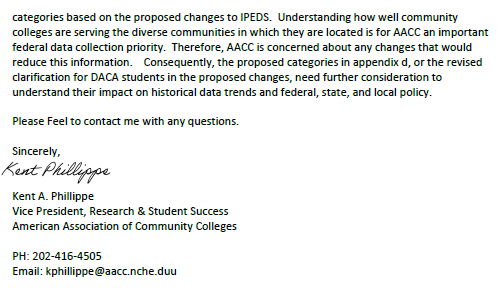 categories based on the proposed changes to IPEDS.  Understanding how well community
colleges are serving the diverse communities in which they are located is for AACC an important
federal data collection priority.  Therefore, AACC is concerned about any changes that would
reduce this information.    Consequently, the proposed categories in appendix d, or the revised
clarification for DACA students in the proposed changes, need further consideration to
understand their impact on historical data trends and federal, state, and local policy.
Please Feel to contact me with any questions.
Sincerely,
Kent Phillippe
Kent A. Phillippe
Vice President, Research & Student Success
American Association of Community Colleges
PH: 202-416-4505
Email: kphillippe@aacc.nche.duu